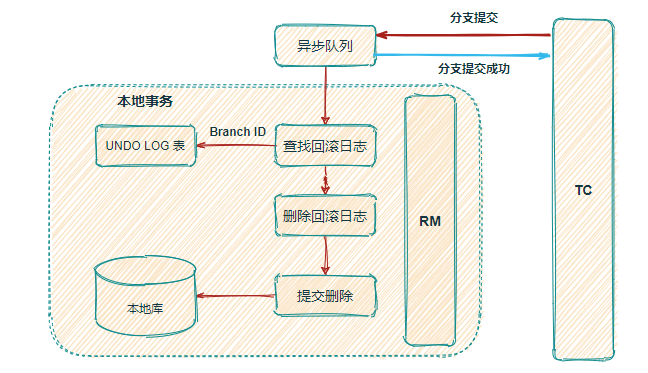 分支提交
异步队列
分支提交成功
本地事务
Branch ID
UNDO LOG 表
查找回滚日志
TC
删除回滚日志
RM
提交删除
本地库